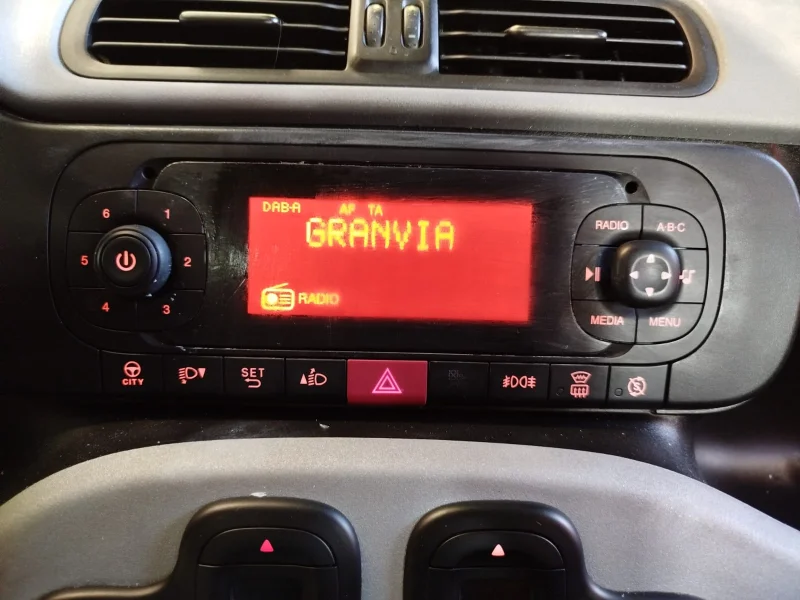 DAB-A AF TA
GRANVIA
RADIO
6 1
5 2
4 3
RADIO A·B·C
MEDIA MENU
CITY SET